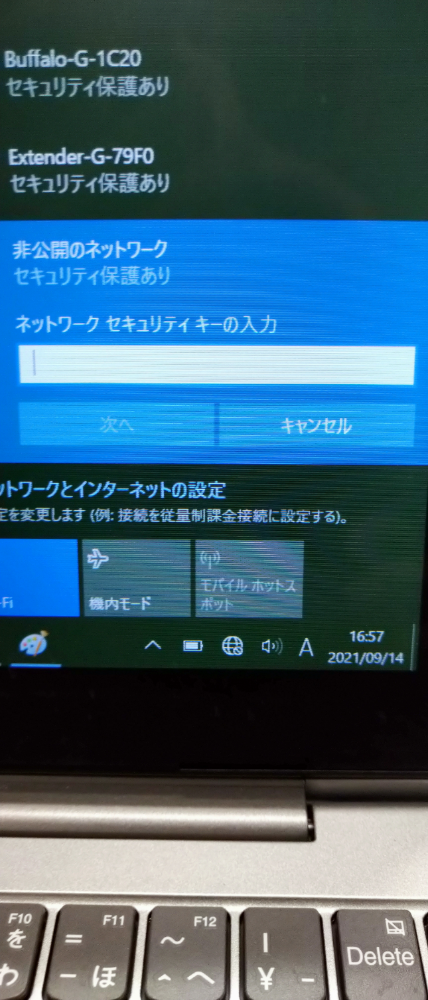 Buffalo-G-1C20
セキュリティ保護あり
Extender-G-79F0
セキュリティ保護あり
非公開のネットワーク
セキュリティ保護あり
ネットワーク セキュリティ キーの入力
次へ
キャンセル
ットワークとインターネットの設定
定を変更します (例: 接続を従量制課金接続に設定する)。
-Fi
機内モード
モバイル ホットス
ポット
A
16:57
2021/09/14
F10
を
わ
F11
=
- ほ
F12
～
^ へ
|
¥ ー
Delete